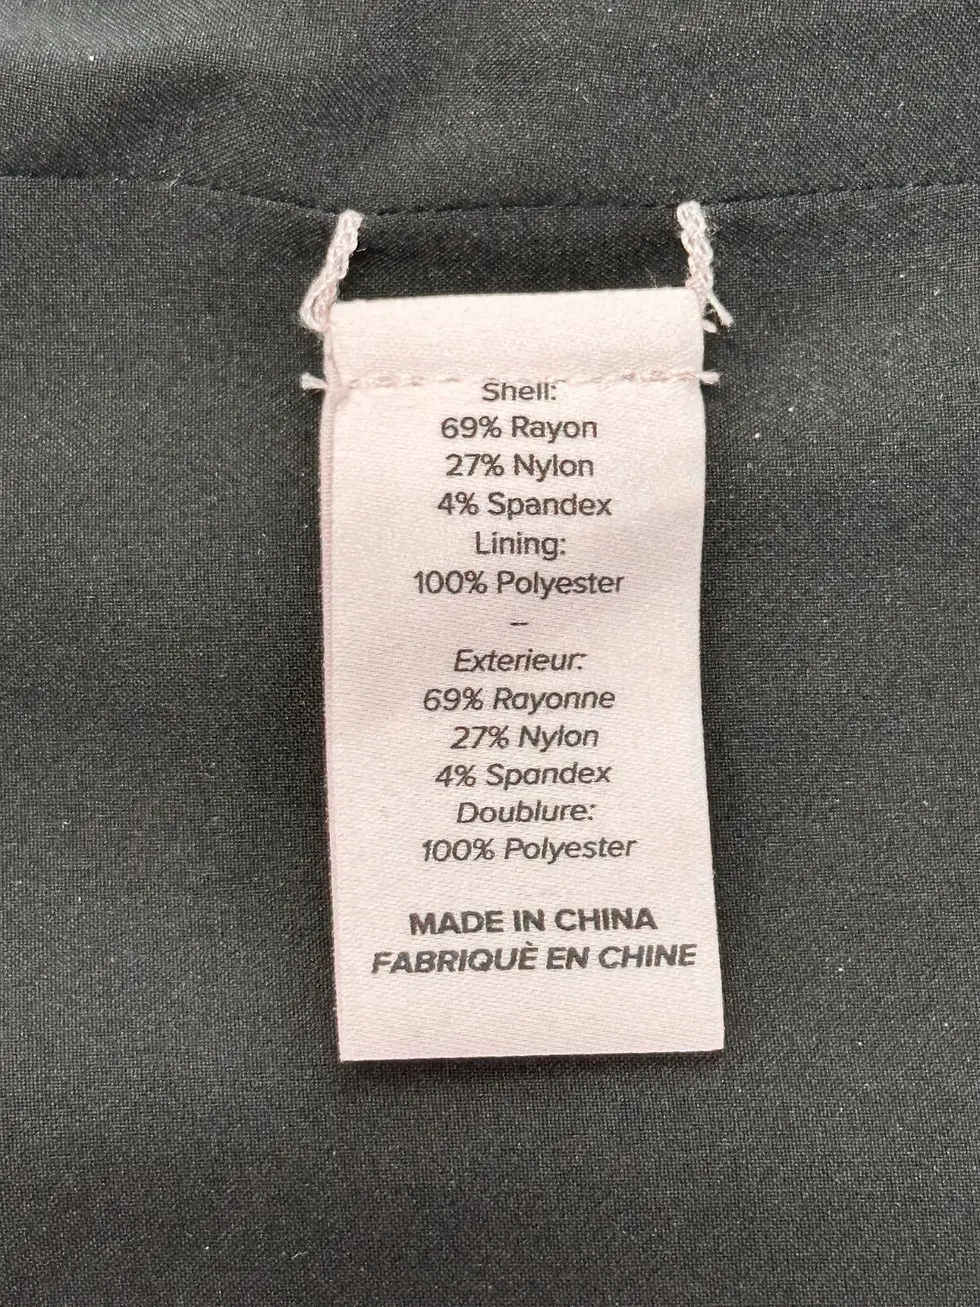 Shell:
69% Rayon
27% Nylon
4% Spandex
Lining:
100% Polyester
–
Exterieur:
69% Rayonne
27% Nylon
4% Spandex
Doublure:
100% Polyester
MADE IN CHINA
FABRIQUÈ EN CHINE